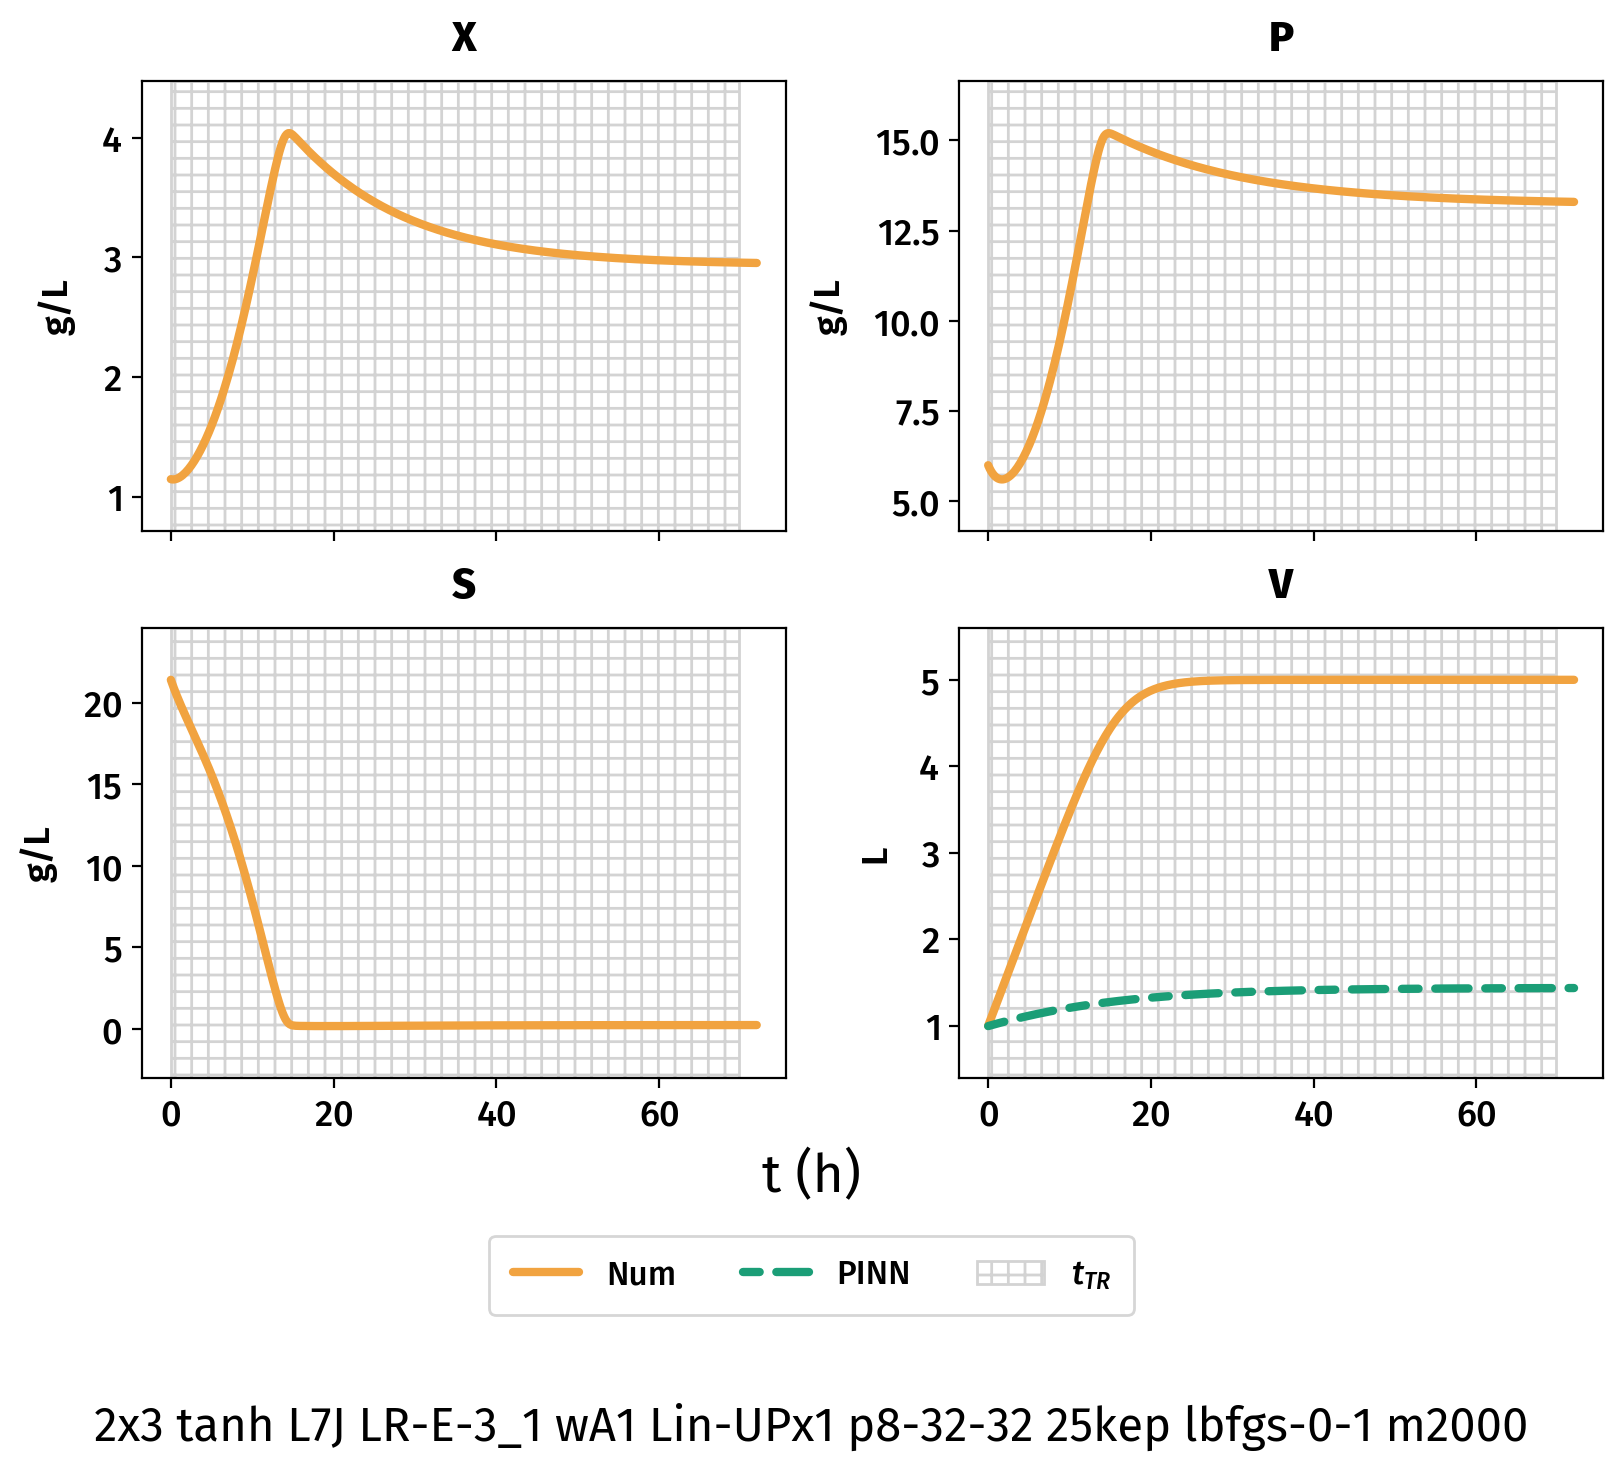 X
P
4
3
2
1
g/L
15.0
12.5
10.0
7.5
5.0
g/L
S
V
20
15
10
5
0
g/L
5
4
3
2
1
L
0 20 40 60
0 20 40 60
t (h)
Num PINN t_TR
2x3 tanh L7J LR-E-3_1 wA1 Lin-UPx1 p8-32-32 25kep lbfgs-0-1 m2000